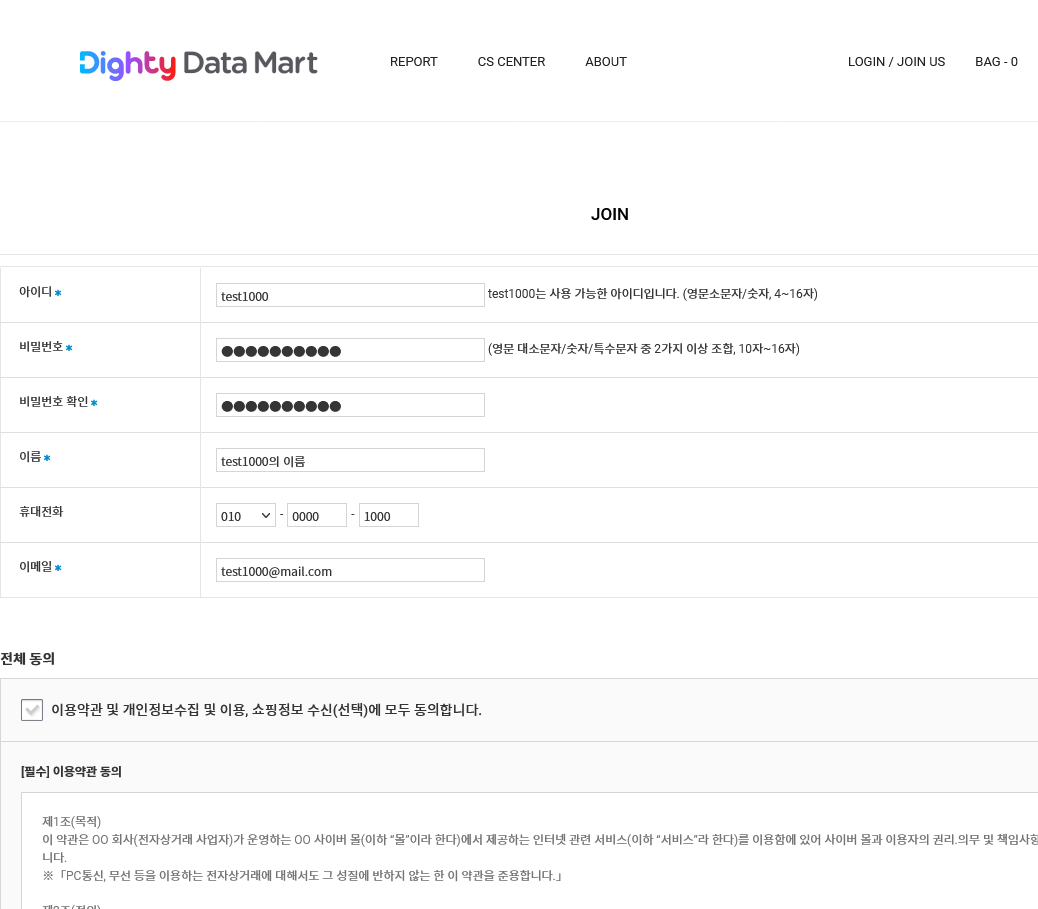 Dighty Data Mart
REPORT
CS CENTER
ABOUT
LOGIN / JOIN US
BAG - 0
JOIN
아이디 *
test1000
test1000는 사용 가능한 아이디입니다. (영문소문자/숫자, 4~16자)
비밀번호 *
●●●●●●●●●●
(영문 대소문자/숫자/특수문자 중 2가지 이상 조합, 10자~16자)
비밀번호 확인 *
●●●●●●●●●●
이름 *
test1000의 이름
휴대전화
010 - 0000 - 1000
이메일 *
test1000@mail.com
전체 동의
이용약관 및 개인정보수집 및 이용, 쇼핑정보 수신(선택)에 모두 동의합니다.
[필수] 이용약관 동의
제1조(목적)
이 약관은 OO 회사(전자상거래 사업자)가 운영하는 OO 사이버 몰(이하 “몰”이라 한다)에서 제공하는 인터넷 관련 서비스(이하 “서비스”라 한다)를 이용함에 있어 사이버 몰과 이용자의 권리.의무 및 책임사항
니다.
※「PC통신, 무선 등을 이용하는 전자상거래에 대해서도 그 성질에 반하지 않는 한 이 약관을 준용합니다.」